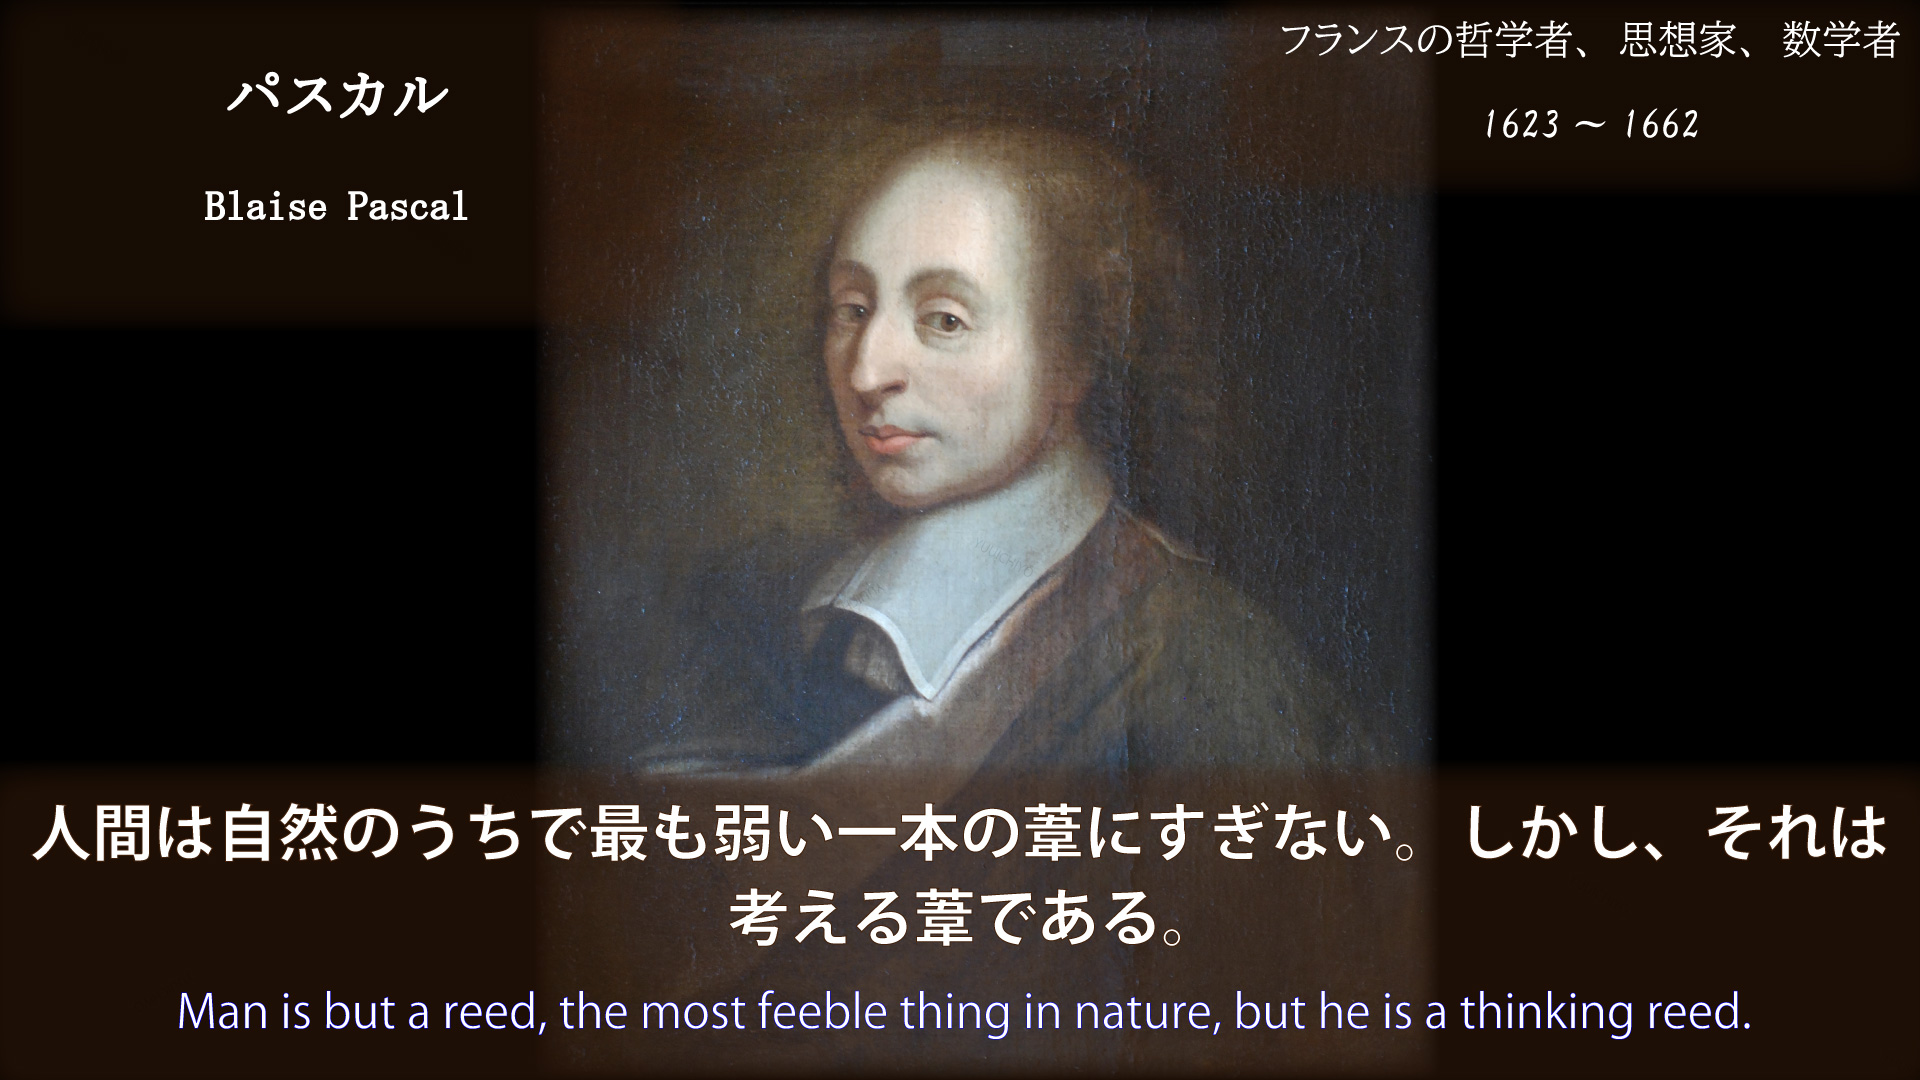 パスカル
Blaise Pascal
フランスの哲学者、思想家、数学者
1623 ～ 1662
人間は自然のうちで最も弱い一本の葦にすぎない。しかし、それは
考える葦である。
Man is but a reed, the most feeble thing in nature, but he is a thinking reed.